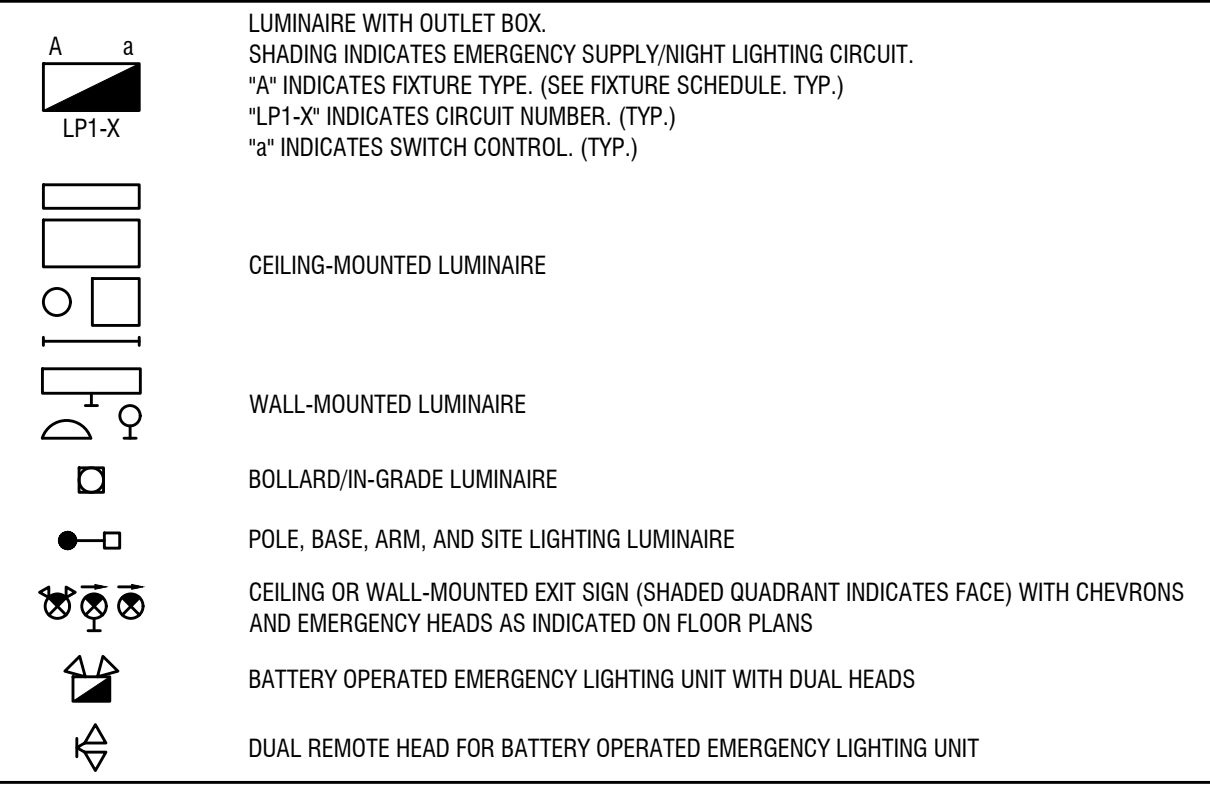 LUMINAIRE WITH OUTLET BOX.
A a
SHADING INDICATES EMERGENCY SUPPLY/NIGHT LIGHTING CIRCUIT.
"A" INDICATES FIXTURE TYPE. (SEE FIXTURE SCHEDULE. TYP.)
LP1-X
"LP1-X" INDICATES CIRCUIT NUMBER. (TYP.)
"a" INDICATES SWITCH CONTROL. (TYP.)
CEILING-MOUNTED LUMINAIRE
WALL-MOUNTED LUMINAIRE
BOLLARD/IN-GRADE LUMINAIRE
POLE, BASE, ARM, AND SITE LIGHTING LUMINAIRE
CEILING OR WALL-MOUNTED EXIT SIGN (SHADED QUADRANT INDICATES FACE) WITH CHEVRONS
AND EMERGENCY HEADS AS INDICATED ON FLOOR PLANS
BATTERY OPERATED EMERGENCY LIGHTING UNIT WITH DUAL HEADS
DUAL REMOTE HEAD FOR BATTERY OPERATED EMERGENCY LIGHTING UNIT